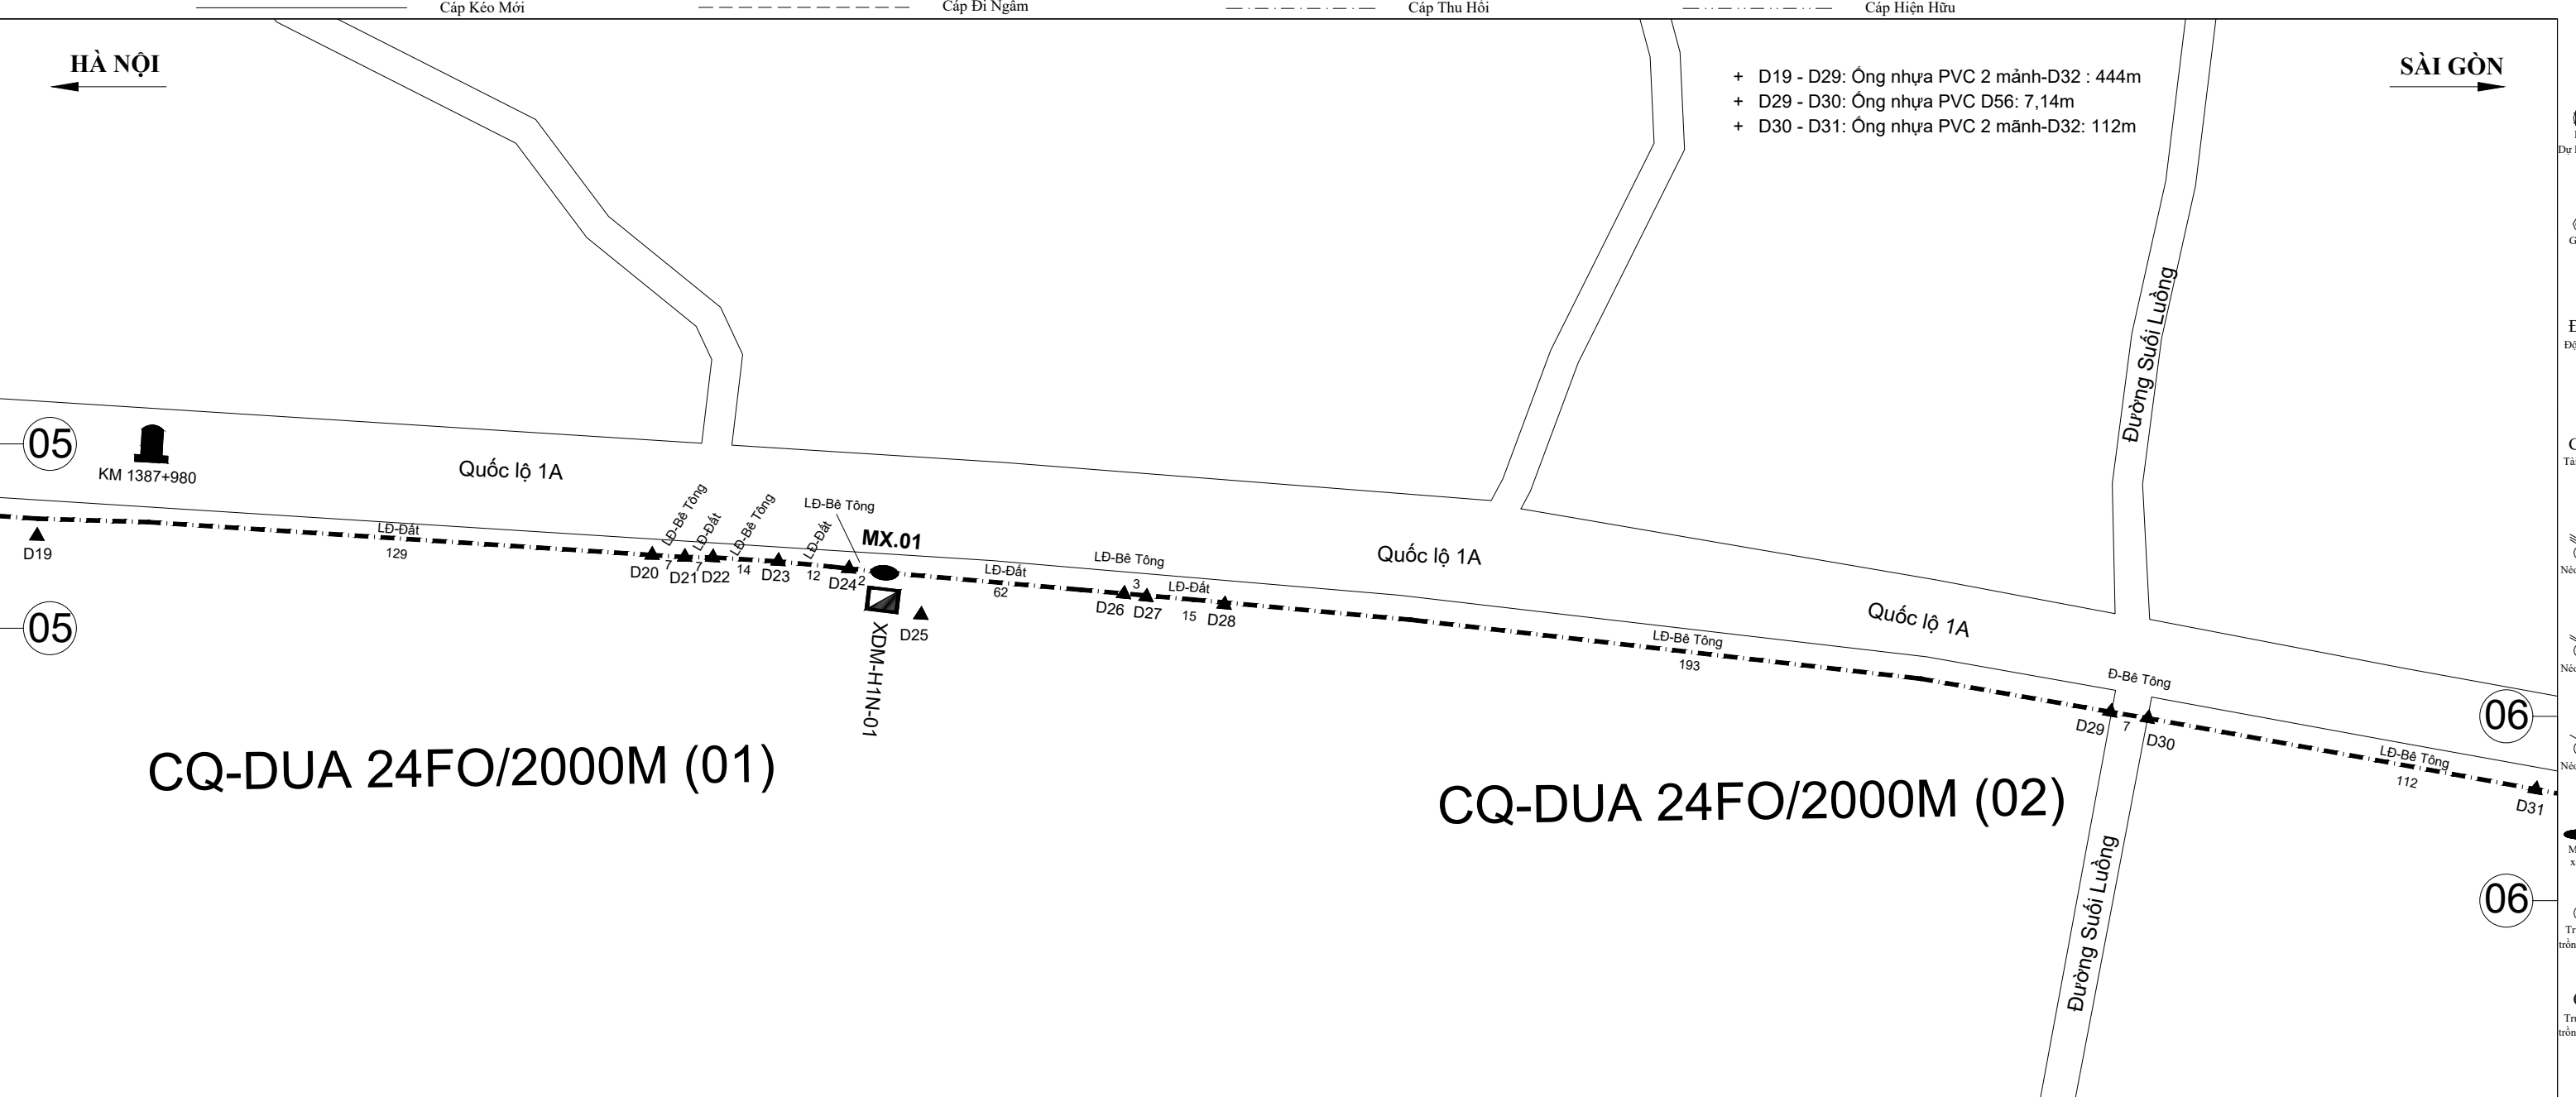 Cáp Kéo Mới
Cáp Đi Ngầm
Cáp Thu Hồi
Cáp Hiện Hữu
HÀ NỘI
SÀI GÒN
+ D19 - D29: Ống nhựa PVC 2 mảnh-D32 : 444m
+ D29 - D30: Ống nhựa PVC D56: 7,14m
+ D30 - D31: Ống nhựa PVC 2 mãnh-D32: 112m
Đường Suối Luồng
05
KM 1387+980
Quốc lộ 1A
Quốc lộ 1A
Quốc lộ 1A
D19
LĐ-Đất
129
D20
LĐ-Bê Tông
7
D21
LĐ-Đất
7
D22
LĐ-Bê Tông
14
D23
LĐ-Đất
12
D24
LĐ-Bê Tông
2
MX.01
XDM-H1N-01
D25
LĐ-Đất
62
D26
LĐ-Bê Tông
3
D27
LĐ-Đất
15
D28
LĐ-Bê Tông
193
D29
Đ-Bê Tông
7
D30
LĐ-Bê Tông
112
D31
05
06
CQ-DUA 24FO/2000M (01)
CQ-DUA 24FO/2000M (02)
Đường Suối Luồng
06